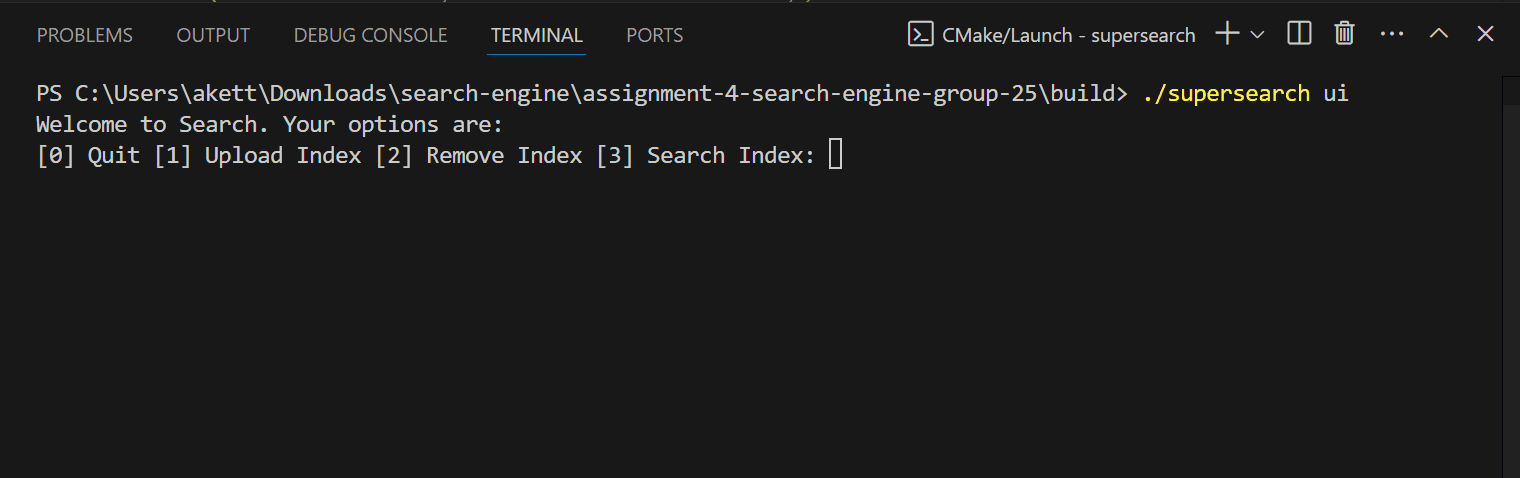 PROBLEMS OUTPUT DEBUG CONSOLE TERMINAL PORTS CMake/Launch - supersearch
PS C:\Users\akett\Downloads\search-engine\assignment-4-search-engine-group-25\build> ./supersearch ui
Welcome to Search. Your options are:
[0] Quit [1] Upload Index [2] Remove Index [3] Search Index: